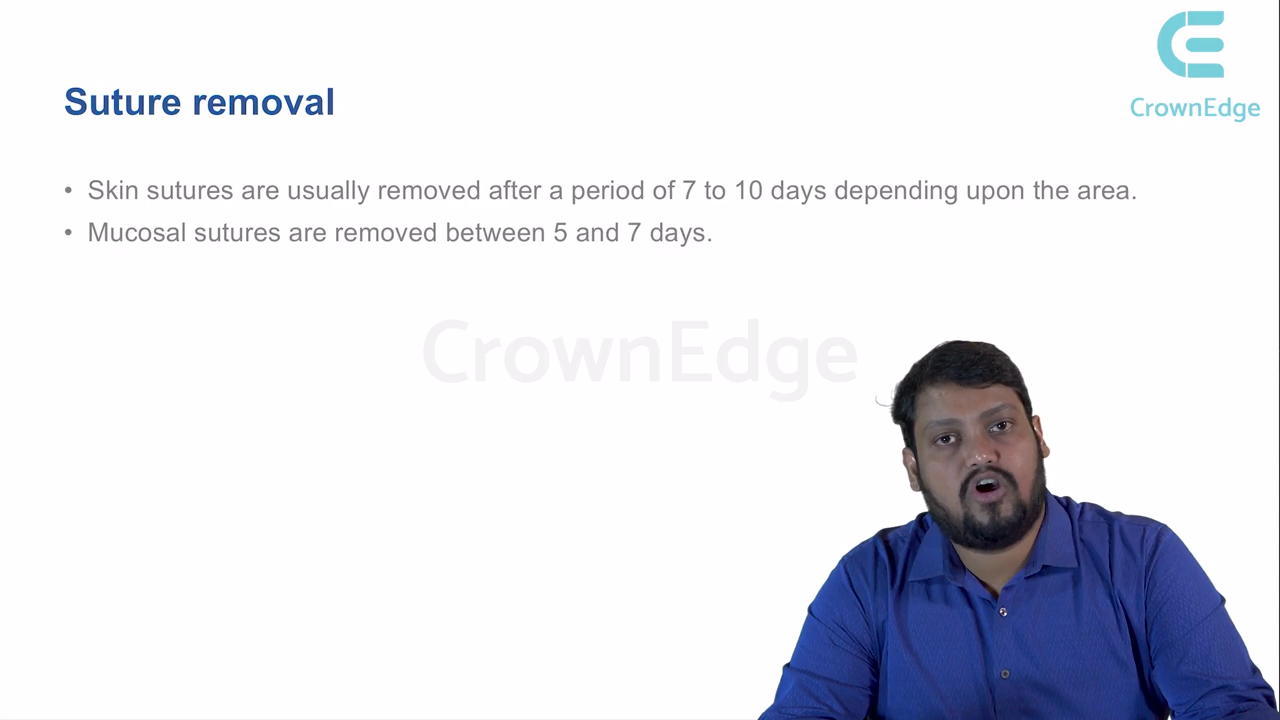 CrownEdge
Suture removal
• Skin sutures are usually removed after a period of 7 to 10 days depending upon the area.
• Mucosal sutures are removed between 5 and 7 days.
CrownEdge